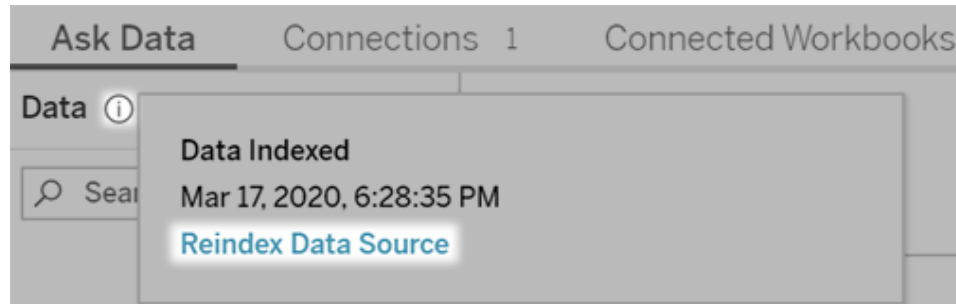 Ask Data Connections 1 Connected Workbooks
Data
Data Indexed
Sear
Mar 17, 2020, 6:28:35 PM
Reindex Data Source